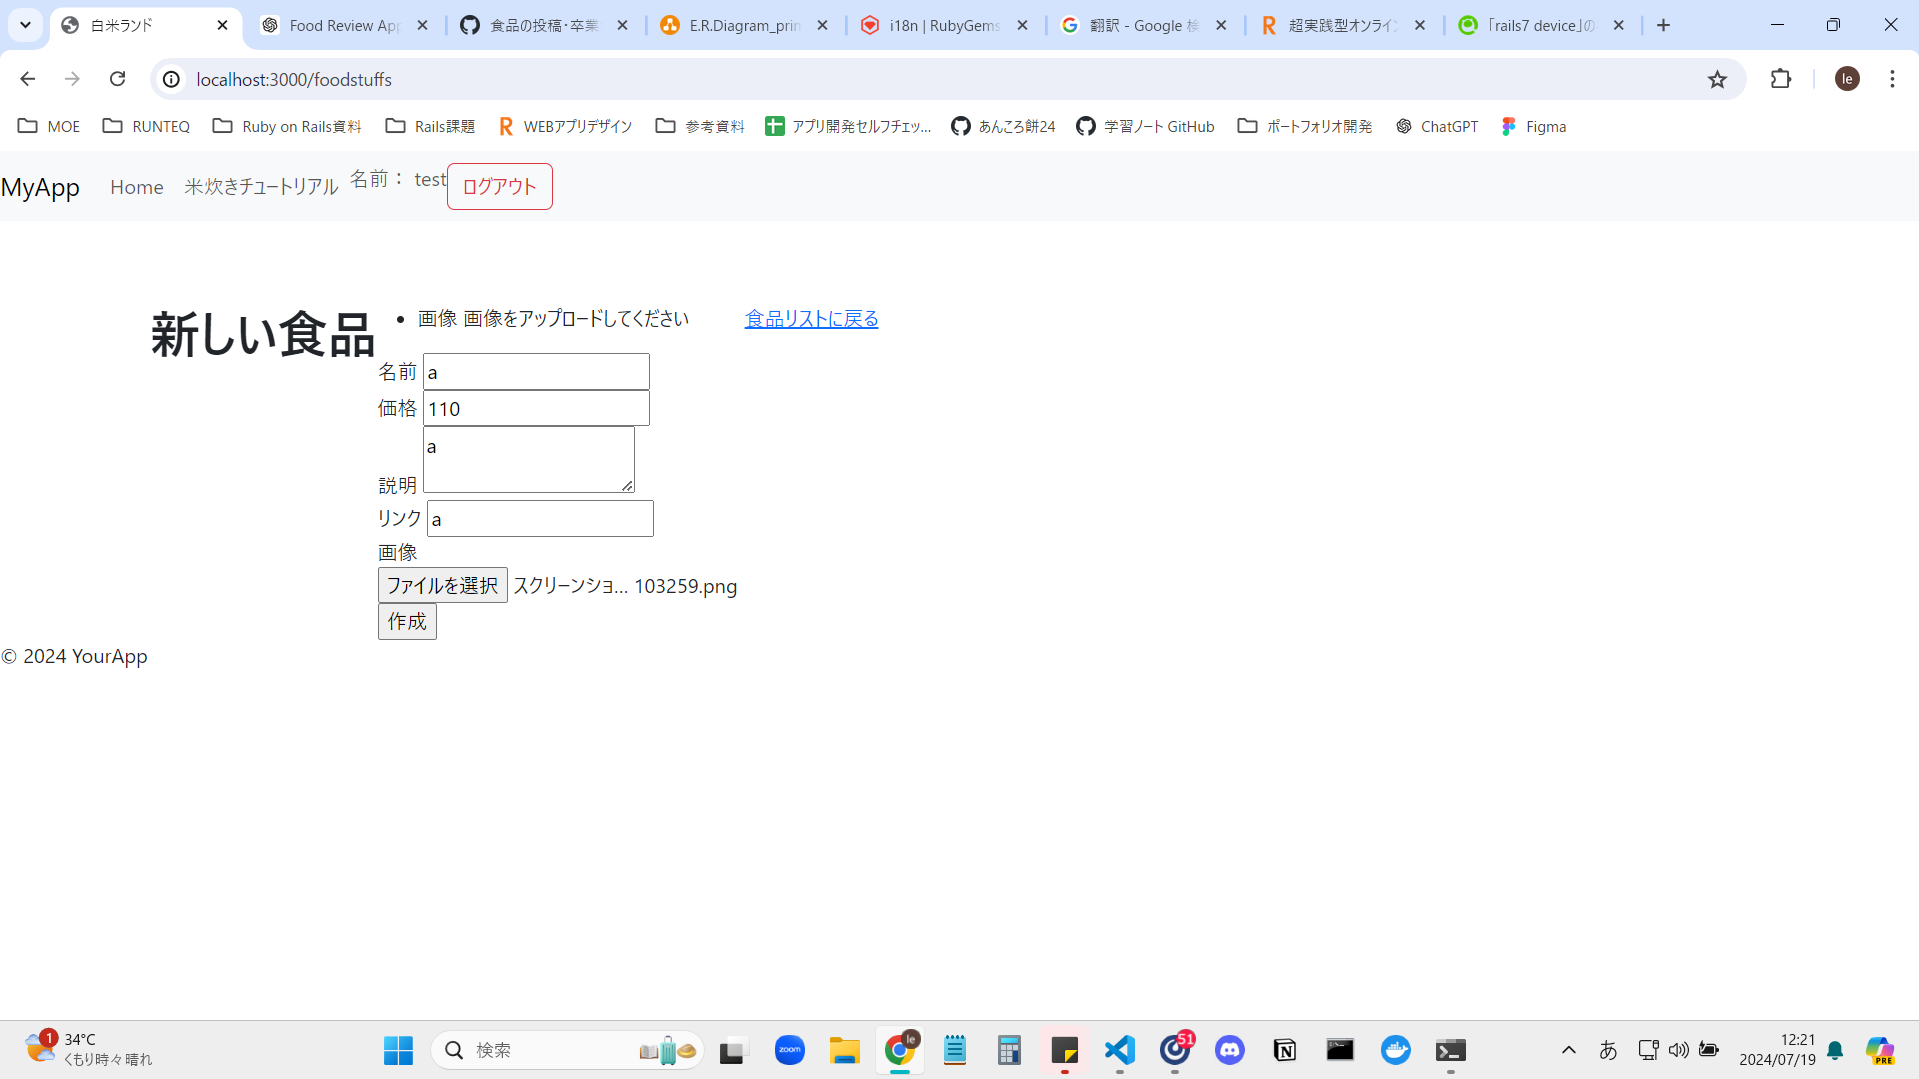 白米ランド
Food Review App
食品の投稿・卒業
E.R.Diagram_prin
i18n | RubyGems
翻訳 - Google 検
超実践型オンライン
「rails7 device」の
localhost:3000/foodstuffs
le
MOE
RUNTEQ
Ruby on Rails資料
Rails課題
WEBアプリデザイン
参考資料
アプリ開発セルフチェッ...
あんころ餅24
学習ノート GitHub
ポートフォリオ開発
ChatGPT
Figma
MyApp
Home
米炊きチュートリアル
名前： test
ログアウト
新しい食品
画像 画像をアップロードしてください
食品リストに戻る
名前 a
価格 110
説明 a
リンク a
画像
ファイルを選択 スクリーンショ... 103259.png
作成
© 2024 YourApp
1
34°C
くもり時々晴れ
検索
zoom
le
51
あ
12:21
2024/07/19
PRE